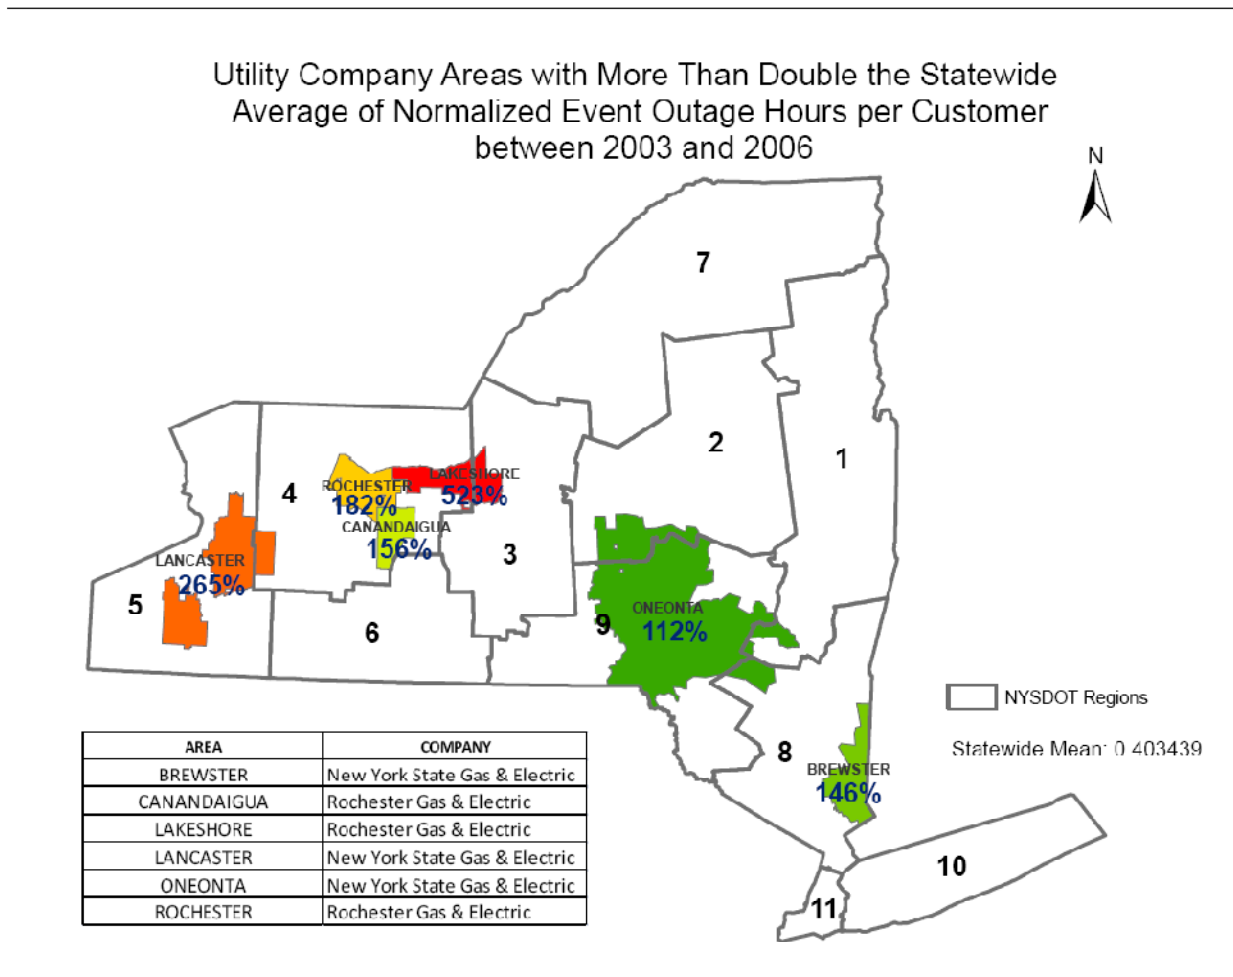 Utility Company Areas with More Than Double the Statewide
Average of Normalized Event Outage Hours per Customer
between 2003 and 2006
N
7
2
1
LAKESHORE
523%
ROCHESTER
182%
4
CANANDAIGUA
156%
3
LANCASTER
265%
5
6
9
ONEONTA
112%
NYSDOT Regions
Statewide Mean: 0.403439
8
BREWSTER
146%
10
11
AREA COMPANY
BREWSTER New York State Gas & Electric
CANANDAIGUA Rochester Gas & Electric
LAKESHORE Rochester Gas & Electric
LANCASTER New York State Gas & Electric
ONEONTA New York State Gas & Electric
ROCHESTER Rochester Gas & Electric